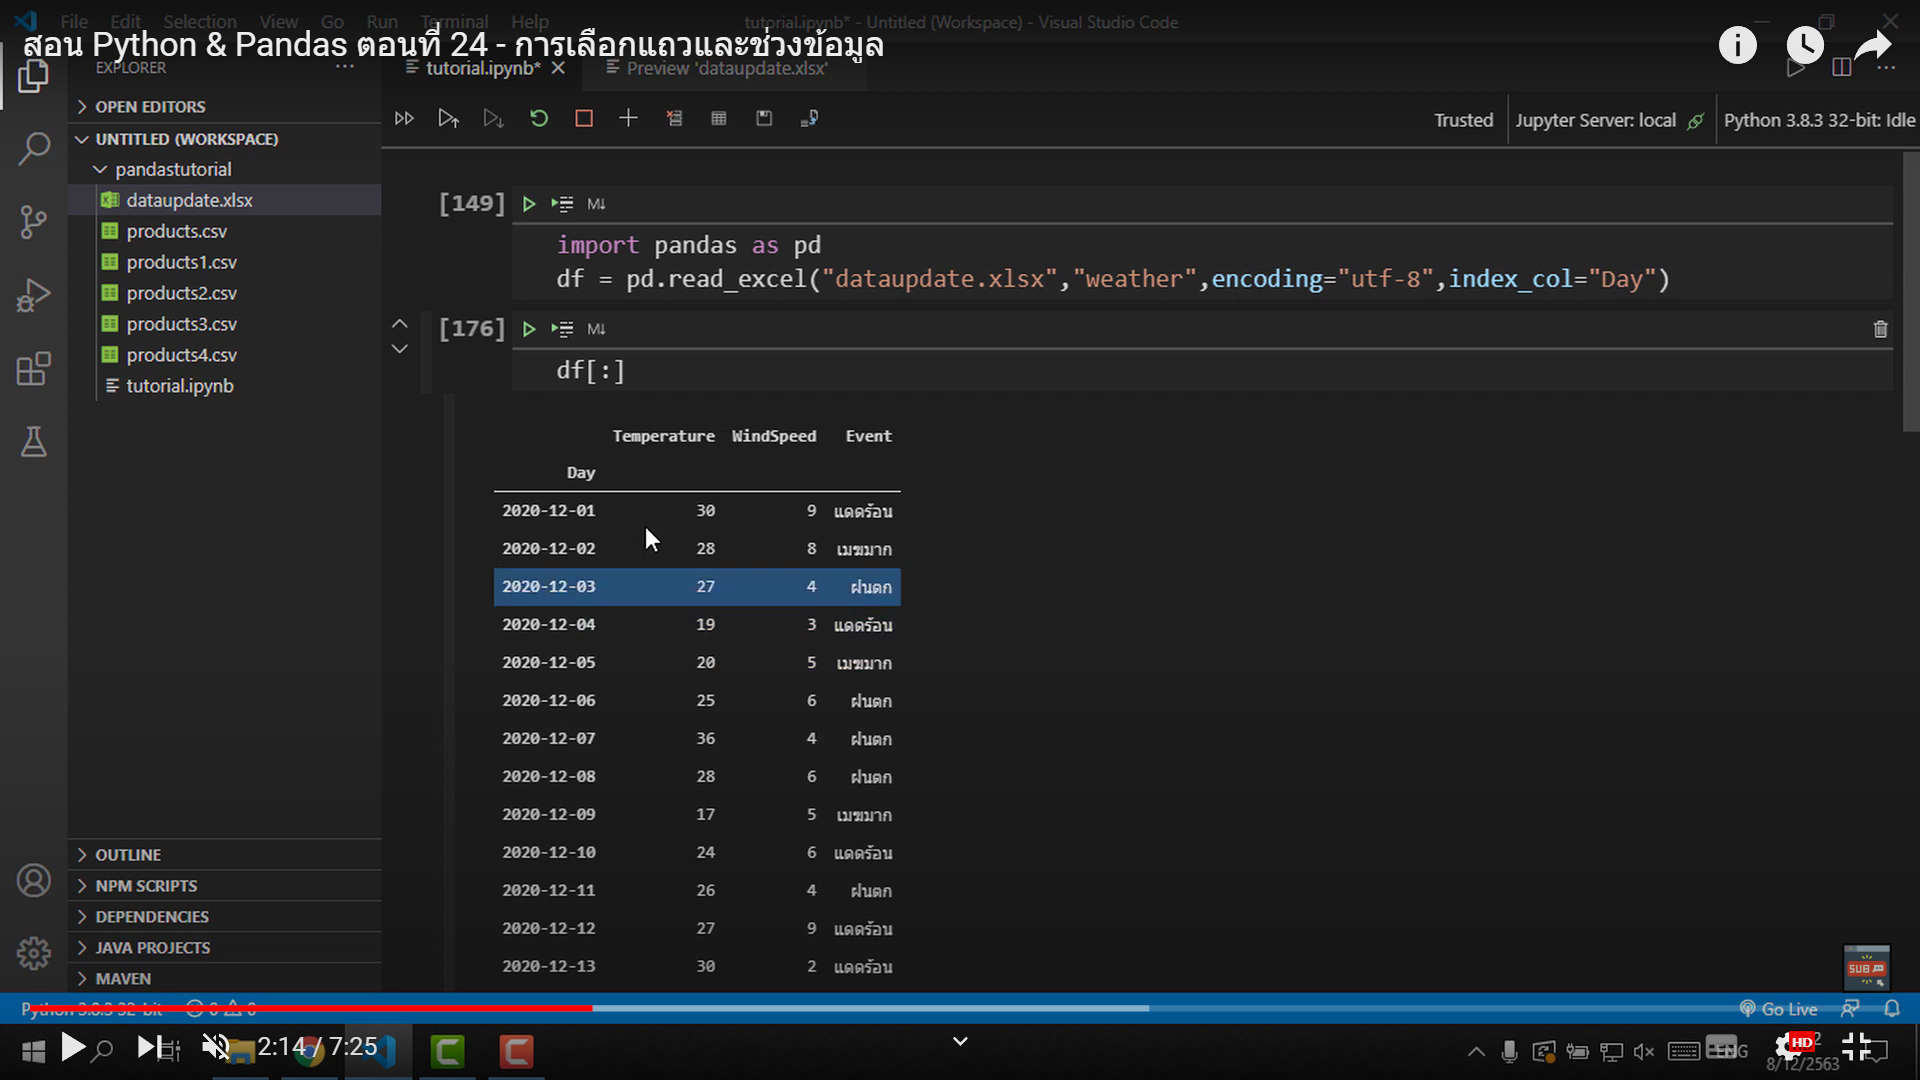 File Edit Selection View Go Run Terminal Help tutorial.ipynb* - Untitled (Workspace) - Visual Studio Code
สอน Python & Pandas ตอนที่ 24 - การเลือกแถวและช่วงข้อมูล
EXPLORER
tutorial.ipynb* Preview 'dataupdate.xlsx'
OPEN EDITORS
UNTITLED (WORKSPACE)
pandastutorial
dataupdate.xlsx
products.csv
products1.csv
products2.csv
products3.csv
products4.csv
tutorial.ipynb
OUTLINE
NPM SCRIPTS
DEPENDENCIES
JAVA PROJECTS
MAVEN
Trusted Jupyter Server: local Python 3.8.3 32-bit: Idle
[149] M↓
import pandas as pd
df = pd.read_excel("dataupdate.xlsx","weather",encoding="utf-8",index_col="Day")
[176] M↓
df[:]
Temperature WindSpeed Event
Day
2020-12-01 30 9 แดดร้อน
2020-12-02 28 8 เมฆมาก
2020-12-03 27 4 ฝนตก
2020-12-04 19 3 แดดร้อน
2020-12-05 20 5 เมฆมาก
2020-12-06 25 6 ฝนตก
2020-12-07 36 4 ฝนตก
2020-12-08 28 6 ฝนตก
2020-12-09 17 5 เมฆมาก
2020-12-10 24 6 แดดร้อน
2020-12-11 26 4 ฝนตก
2020-12-12 27 9 แดดร้อน
2020-12-13 30 2 แดดร้อน
SUB
Python 3.8.3 32-bit 0 0 Go Live
2:14 / 7:25 ENG HD
8/12/2563